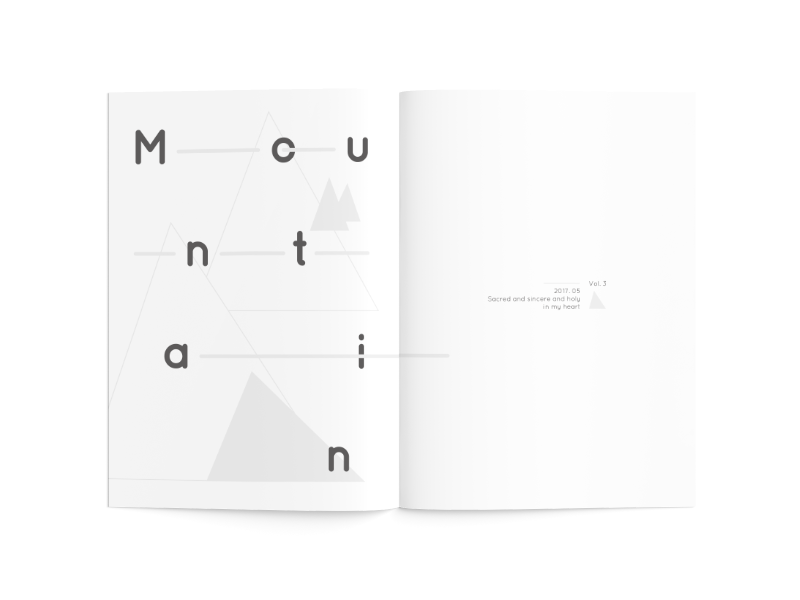 M c u
n t
a i
n
Vol. 3
2017. 05
Sacred and sincere and holy
in my heart